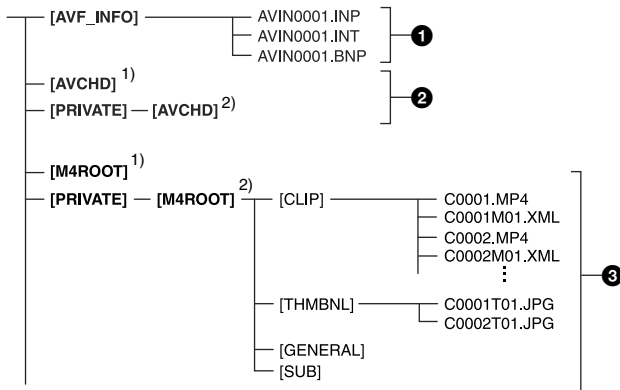 [AVF_INFO] AVIN0001.INP
AVIN0001.INT 1
AVIN0001.BNP
[AVCHD] 1)
[PRIVATE] [AVCHD] 2) 2
[M4ROOT] 1)
[PRIVATE] [M4ROOT] 2) [CLIP] C0001.MP4
C0001M01.XML
C0002.MP4
C0002M01.XML
3
[THMBNL] C0001T01.JPG
C0002T01.JPG
[GENERAL]
[SUB]